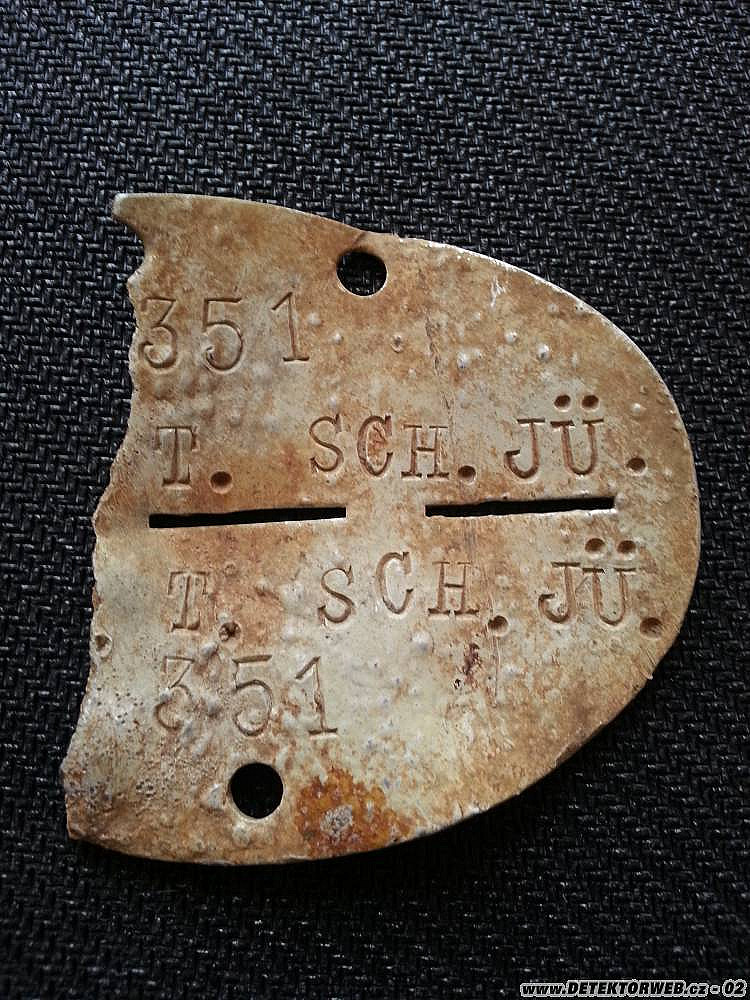 351
T. SCH.JÜ.
T. SCH.JÜ.
351
www.DETEKTORWEB.cz - 02